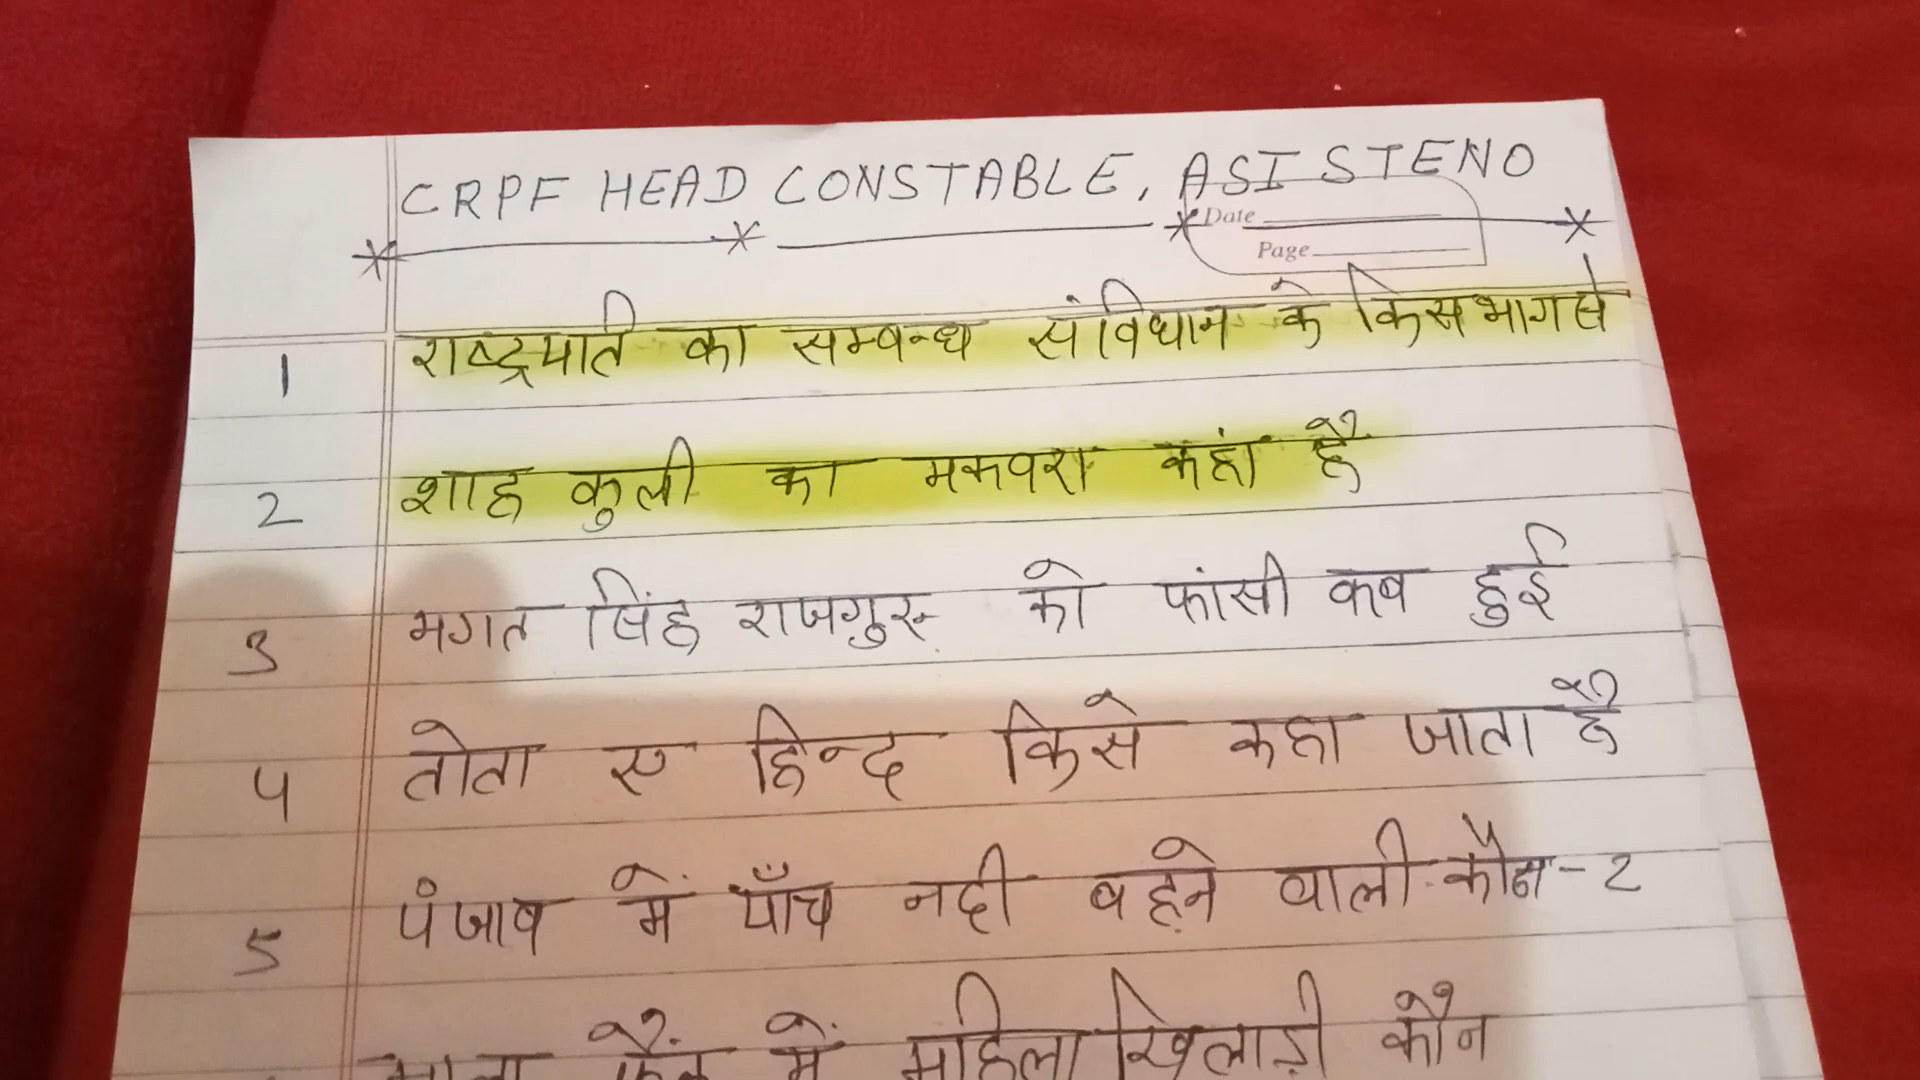 CRPF HEAD CONSTABLE, ASI STENO
Date
Page
1 राष्ट्रपति का सम्बन्ध संविधान के किस भाग से
2 शाह कुली का मकवरा कहां है
3 भगत सिंह राजगुरु को फांसी कब हुई
4 तोता ए हिन्द किसे कहा जाता है
5 पंजाब में पाँच नदी बहने वाली कौन-2
में महिला खिलाड़ी कौन